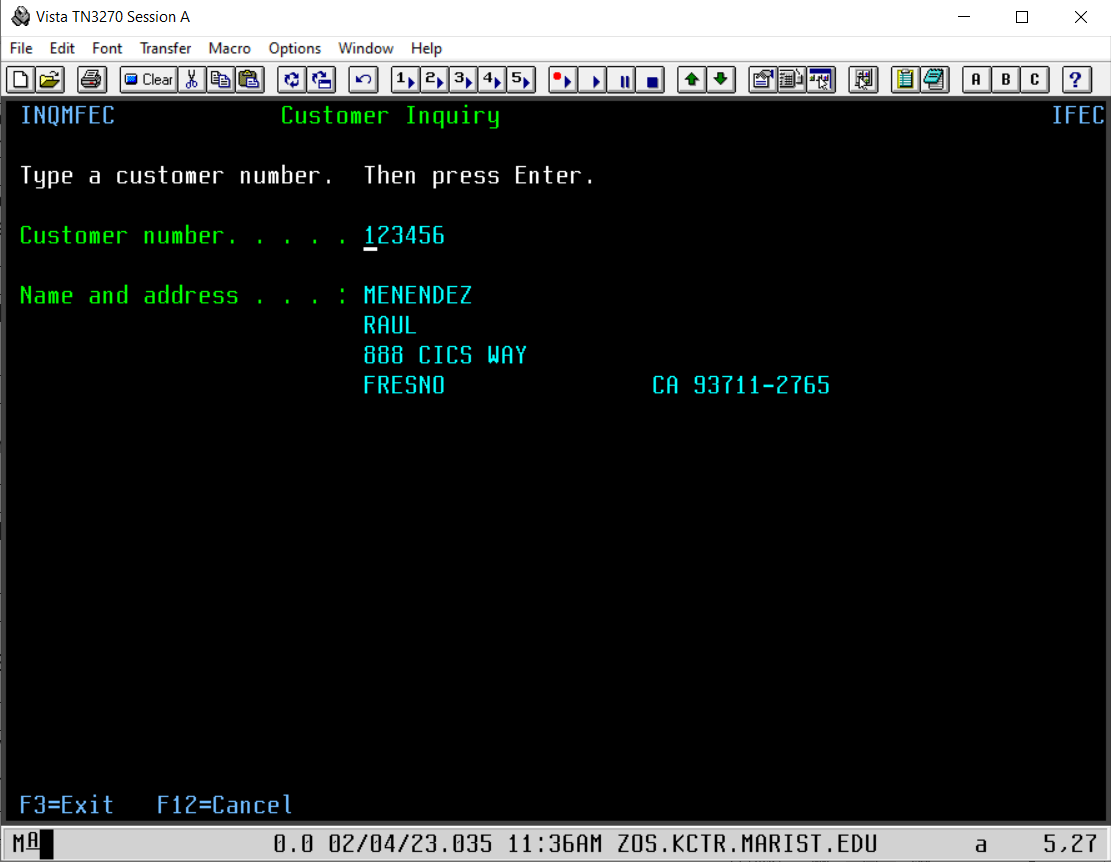 Vista TN3270 Session A
File Edit Font Transfer Macro Options Window Help
Clear 1 2 3 4 5 A B C ?
INQMFEC Customer Inquiry IFEC
Type a customer number. Then press Enter.
Customer number. . . . . 123456
Name and address . . . : MENENDEZ
RAUL
888 CICS WAY
FRESNO CA 93711-2765
F3=Exit F12=Cancel
MA 0.0 02/04/23.035 11:36AM ZOS.KCTR.MARIST.EDU a 5,27